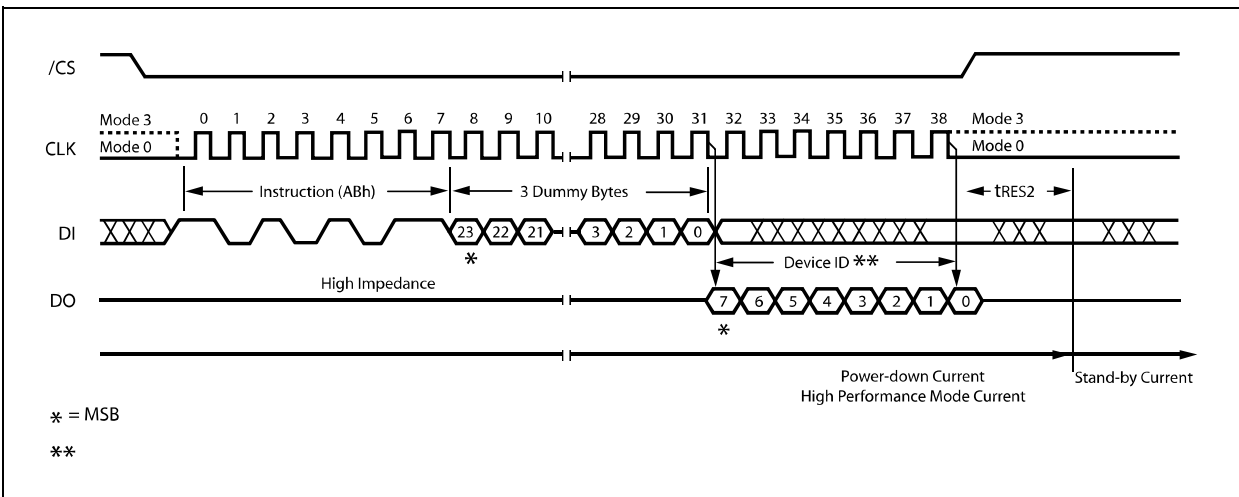 /CS
Mode 3 0 1 2 3 4 5 6 7 8 9 10 28 29 30 31 32 33 34 35 36 37 38 Mode 3
CLK Mode 0 Mode 0
Instruction (ABh) 3 Dummy Bytes tRES2
DI 23 22 21 3 2 1 0
* Device ID **
High Impedance
DO 7 6 5 4 3 2 1 0
*
Power-down Current Stand-by Current
High Performance Mode Current
* = MSB
**